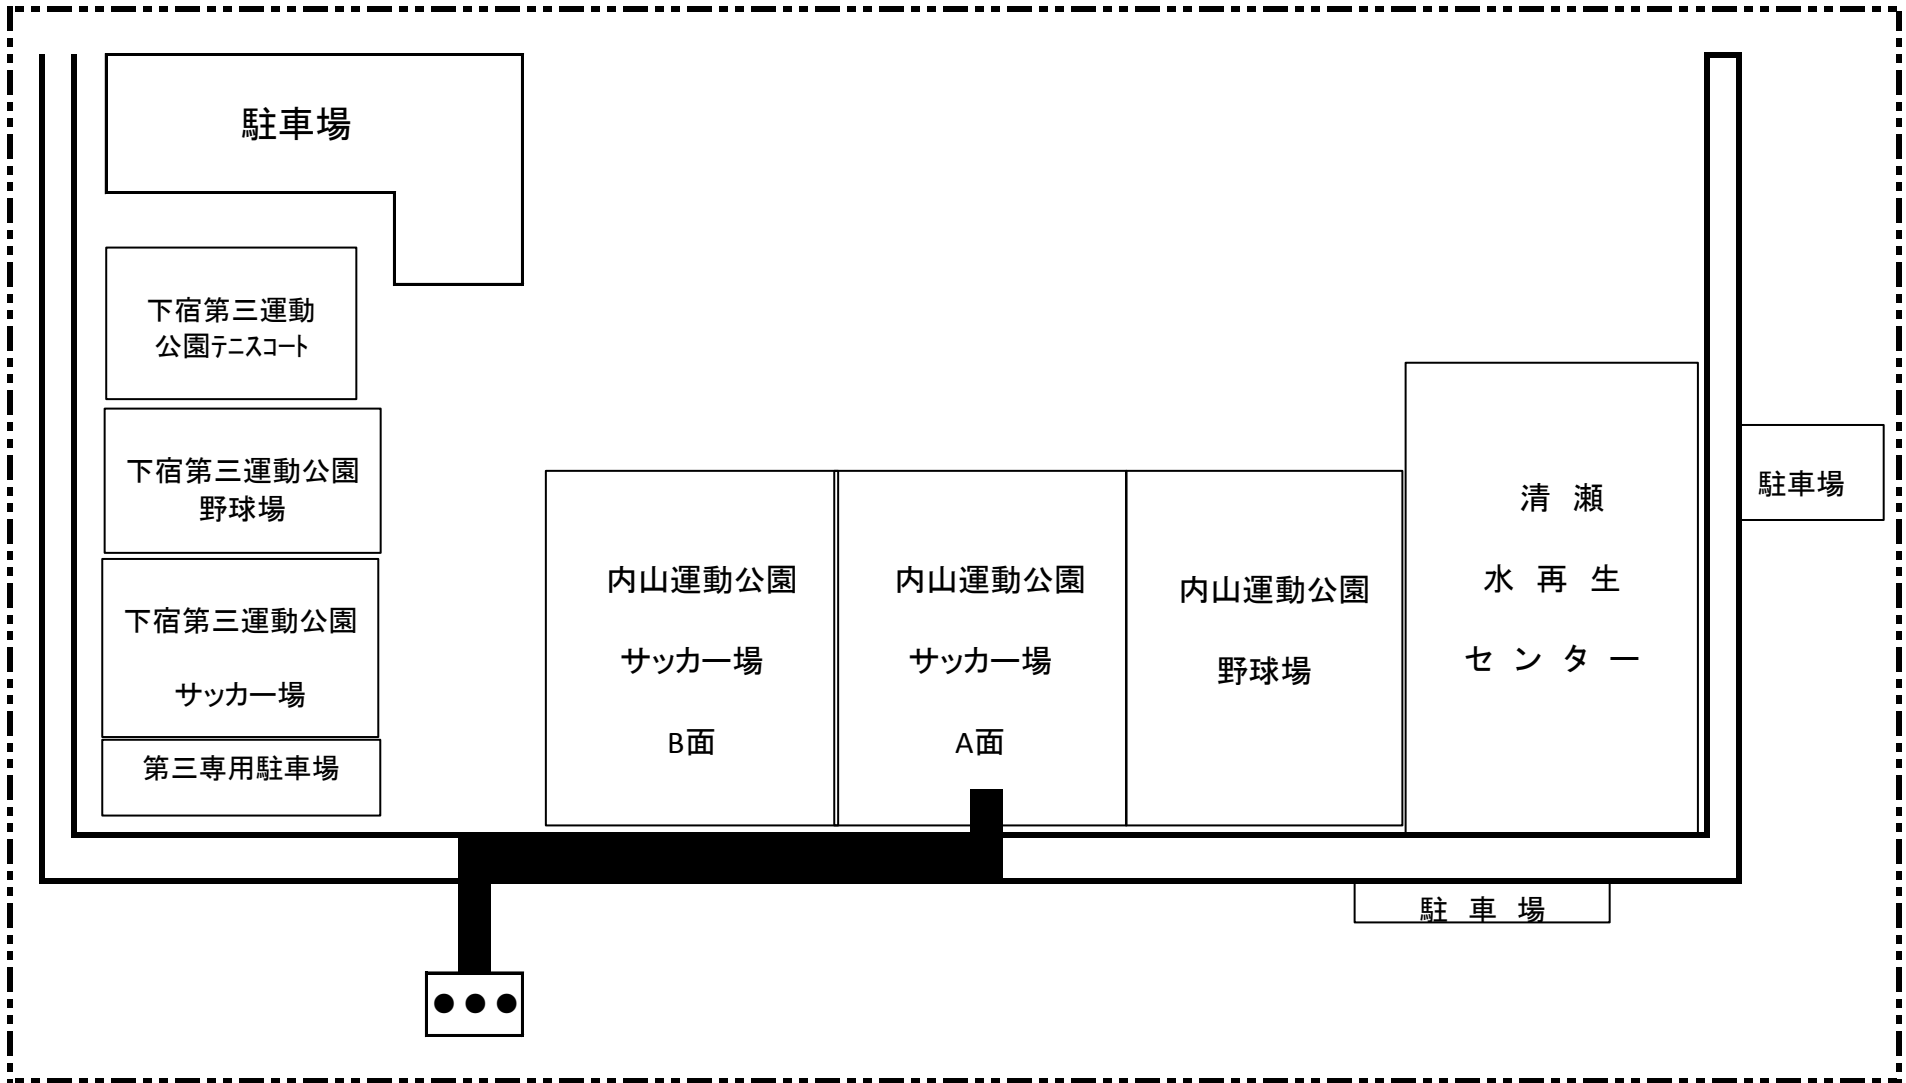 駐車場
下宿第三運動
公園ﾃﾆｽｺｰﾄ
下宿第三運動公園
野球場
下宿第三運動公園
サッカー場
第三専用駐車場
内山運動公園
サッカー場
B面
内山運動公園
サッカー場
A面
内山運動公園
野球場
清　瀬
水　再　生
セ　ン　タ　ー
駐車場
駐　車　場